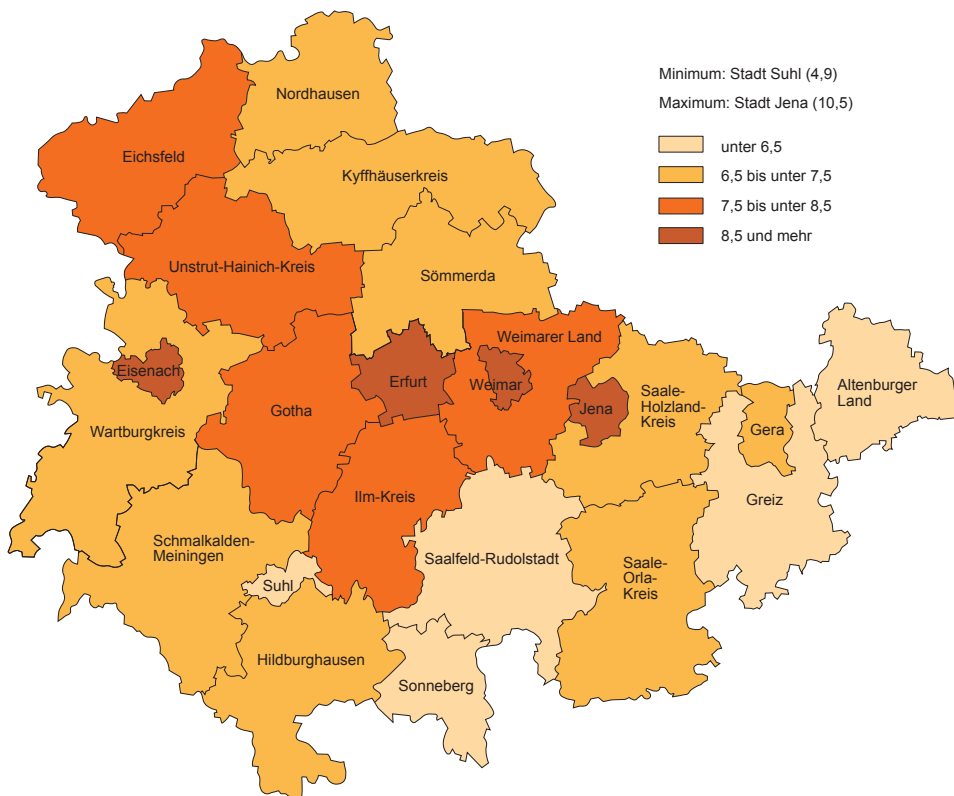 Minimum: Stadt Suhl (4,9)
Maximum: Stadt Jena (10,5)
unter 6,5
6,5 bis unter 7,5
7,5 bis unter 8,5
8,5 und mehr
Nordhausen
Eichsfeld
Kyffhäuserkreis
Unstrut-Hainich-Kreis
Sömmerda
Weimarer Land
Eisenach
Erfurt
Weimar
Saale-
Holzland-
Kreis
Altenburger
Land
Gotha
Jena
Wartburgkreis
Gera
Ilm-Kreis
Greiz
Schmalkalden-
Meiningen
Saalfeld-Rudolstadt
Saale-
Orla-
Kreis
Suhl
Hildburghausen
Sonneberg